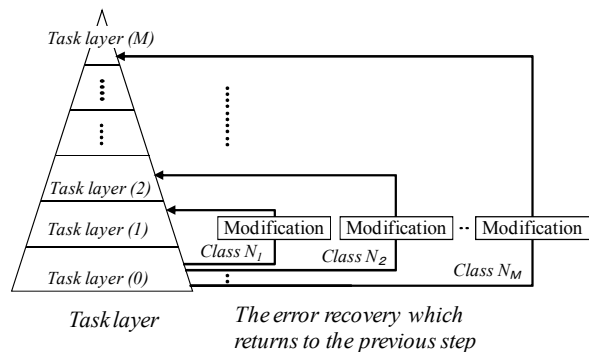 Task layer (M)
Task layer (2)
Task layer (1)
Task layer (0)
Modification
Modification
Modification
Class N1
Class N2
Class NM
Task layer
The error recovery which
returns to the previous step